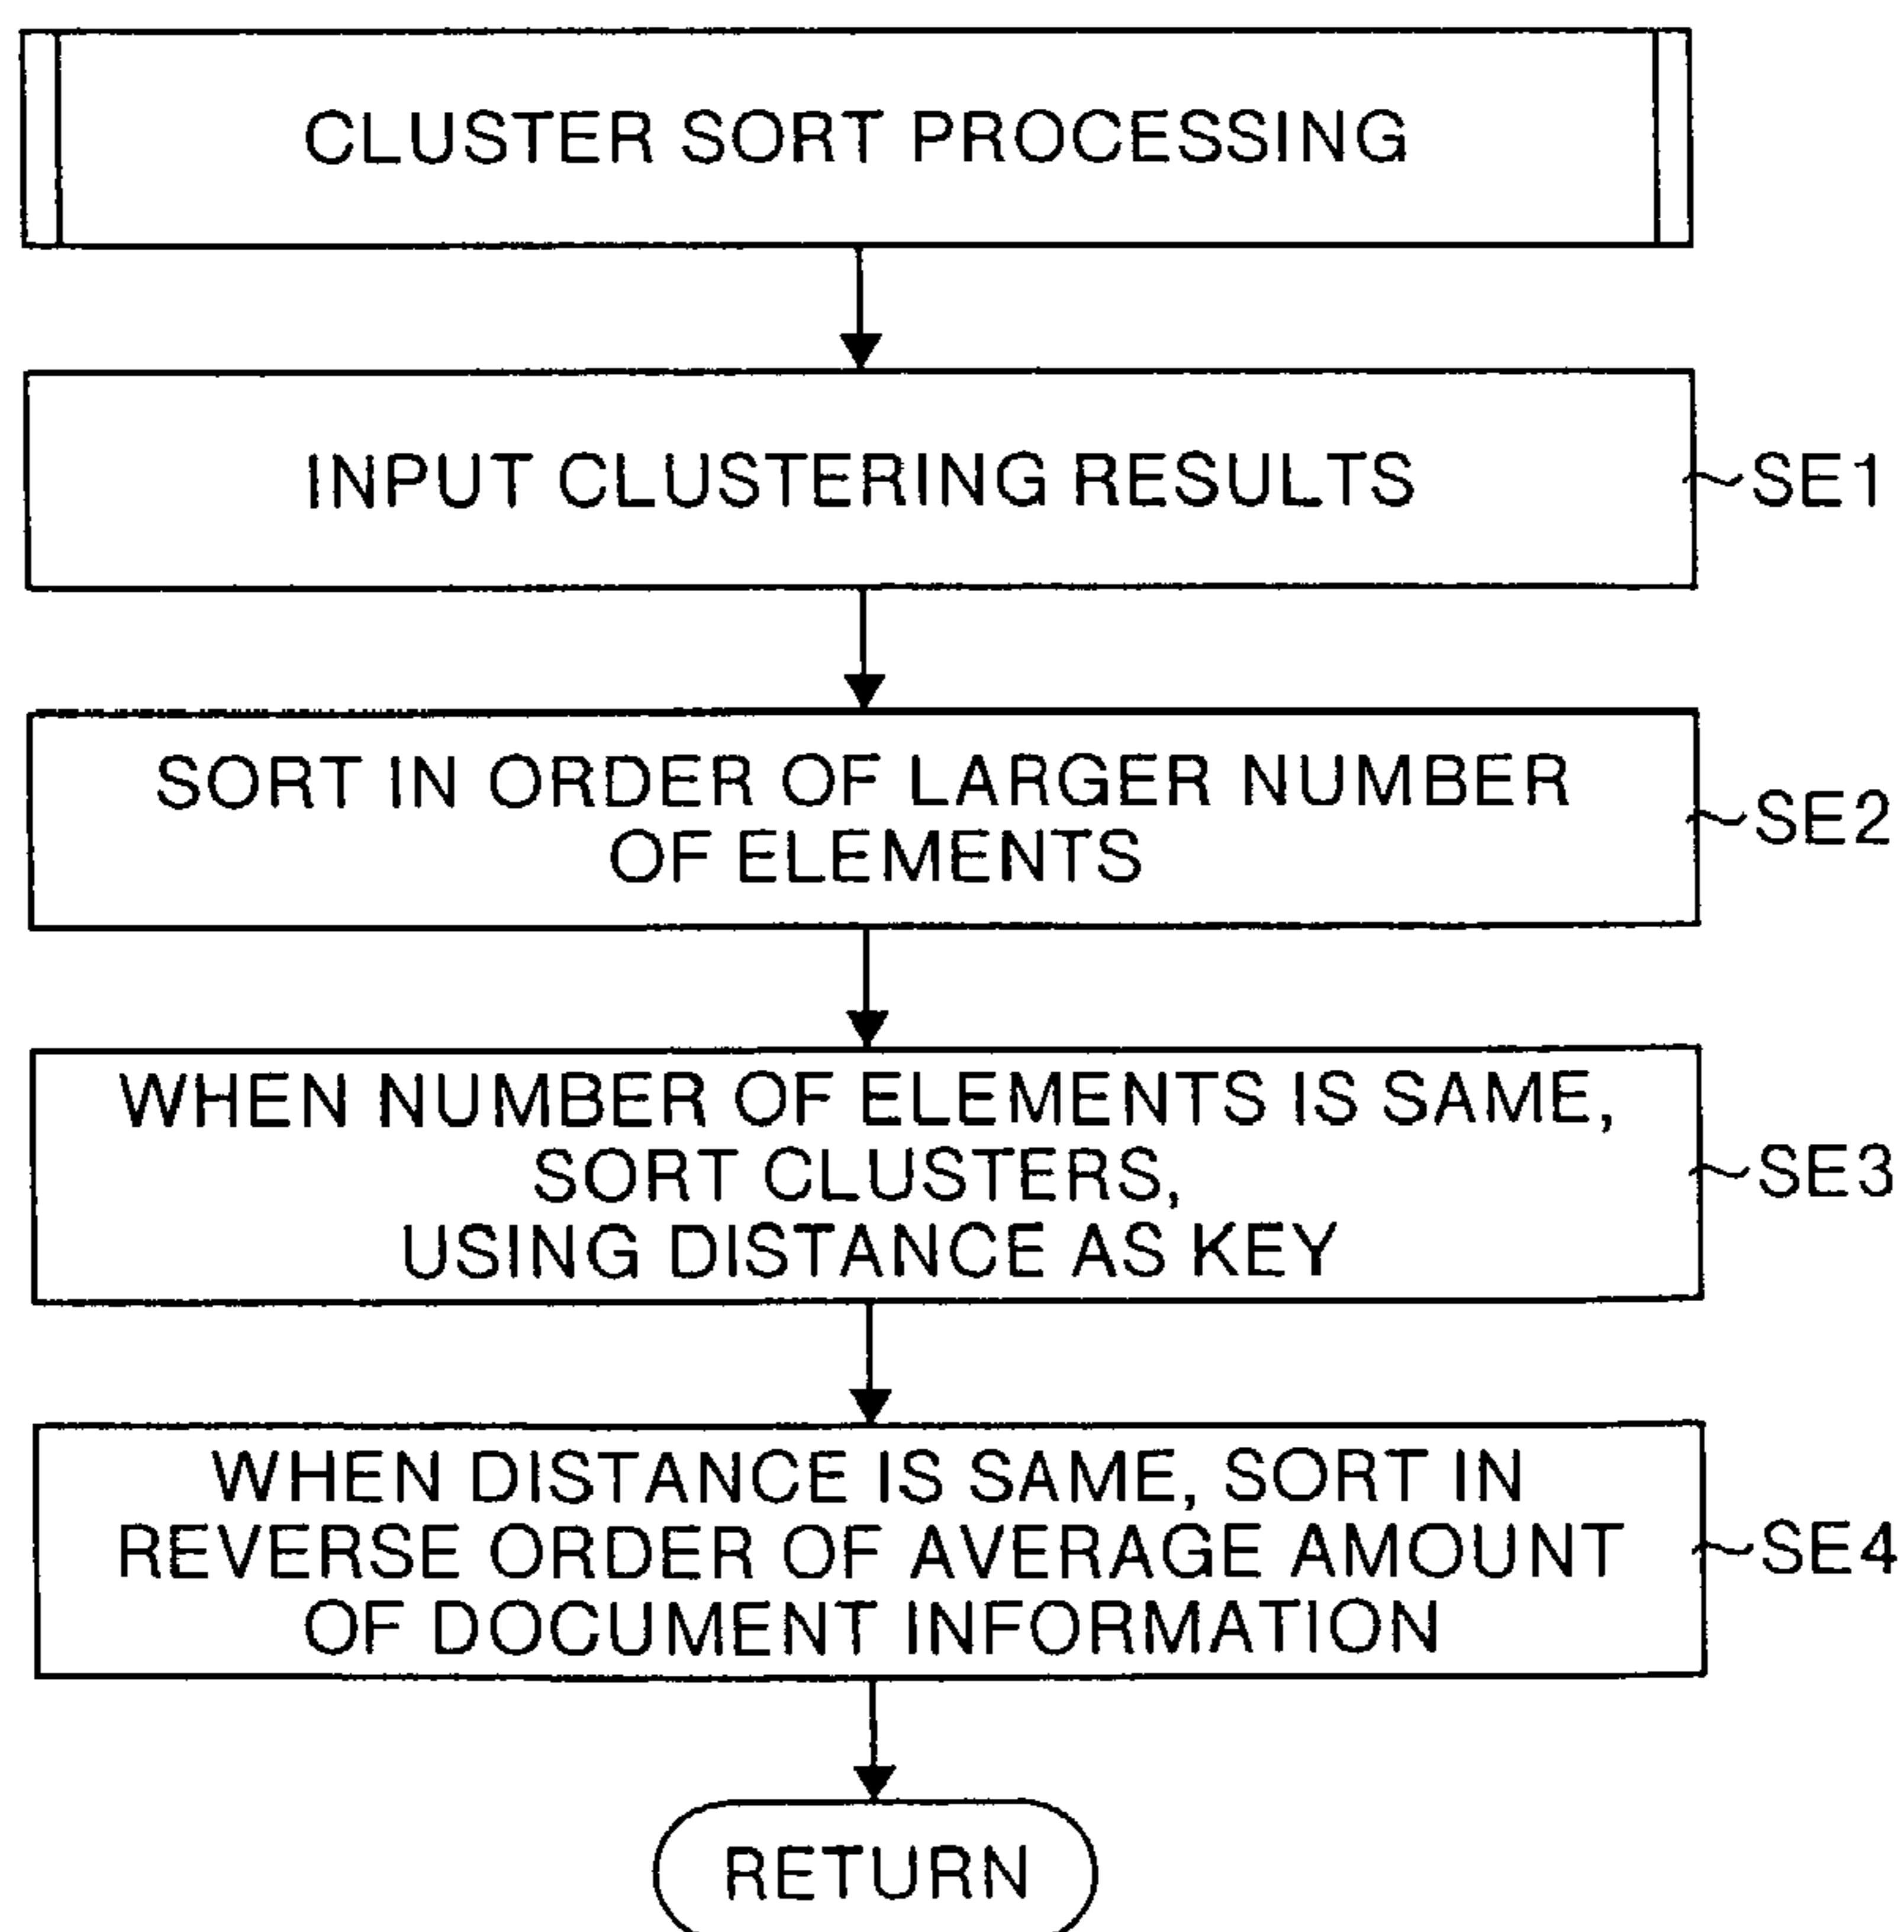 CLUSTER SORT PROCESSING
INPUT CLUSTERING RESULTS
SE1
SORT IN ORDER OF LARGER NUMBER
OF ELEMENTS
SE2
WHEN NUMBER OF ELEMENTS IS SAME,
SORT CLUSTERS,
USING DISTANCE AS KEY
SE3
WHEN DISTANCE IS SAME, SORT IN
REVERSE ORDER OF AVERAGE AMOUNT
OF DOCUMENT INFORMATION
SE4
RETURN